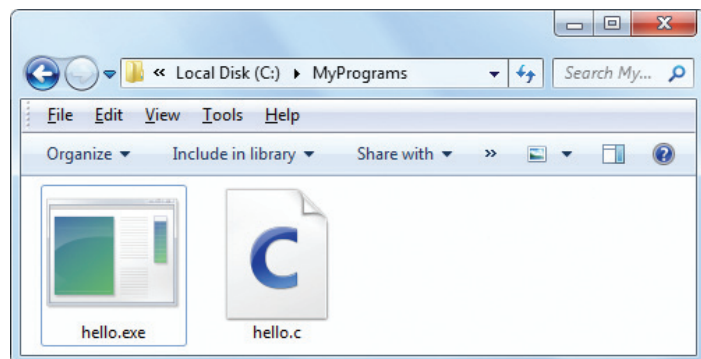 « Local Disk (C:) ▸ MyPrograms Search My...
File Edit View Tools Help
Organize Include in library Share with »
C
hello.exe hello.c